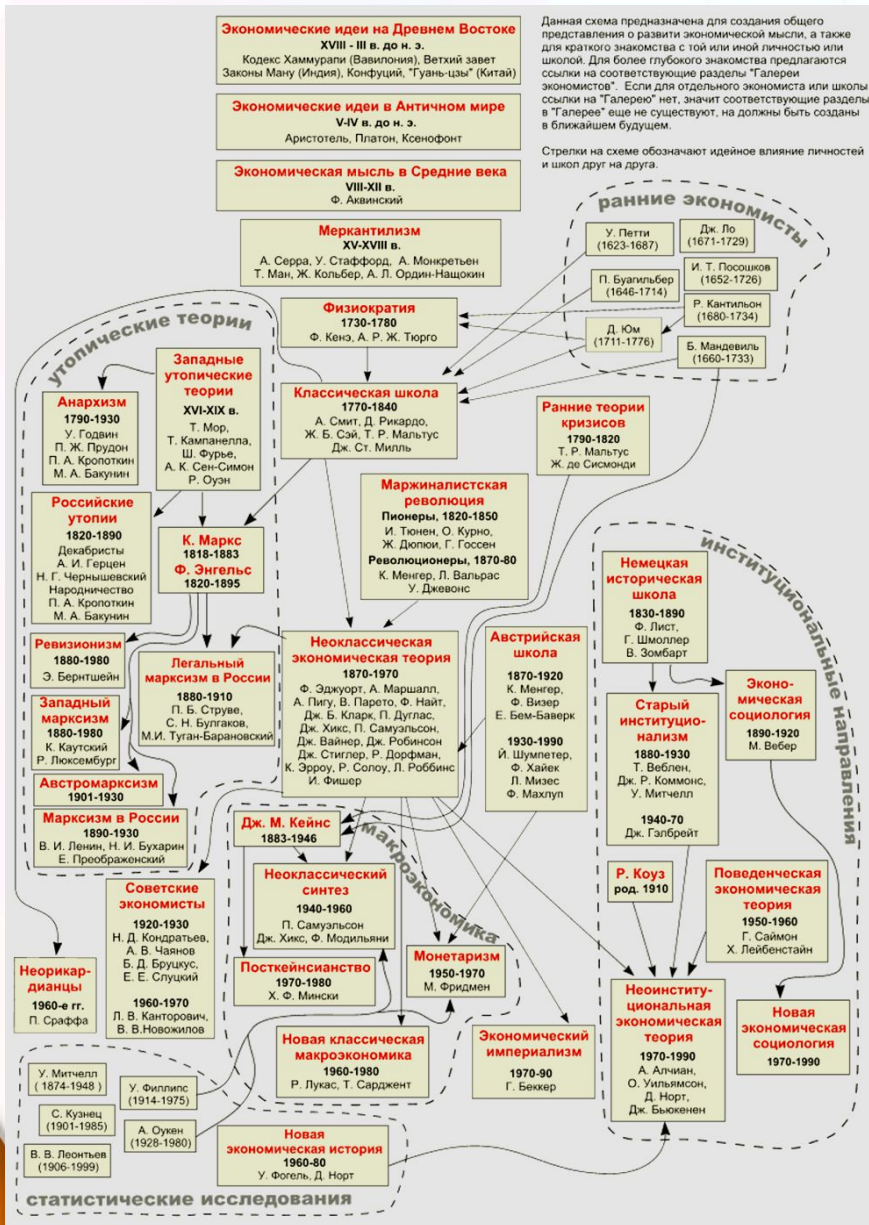 Экономические идеи на Древнем Востоке
XVIII - III в. до н. э.
Кодекс Хаммурапи (Вавилония), Ветхий завет
Законы Ману (Индия), Конфуций, "Гуань-цзы" (Китай)
Данная схема предназначена для создания общего
представления о развити экономической мысли, а также
для краткого знакомства с той или иной личностью или
школой. Для более глубокого знакомства предлагаются
ссылки на соответствующие разделы "Галереи
экономистов". Если для отдельного экономиста или школы
ссылки на "Галерею" нет, значит соответствующие разделы
в "Галерее" еще не существуют, на должны быть созданы
в ближайшем будущем.
Стрелки на схеме обозначают идейное влияние личностей
и школ друг на друга.
Экономические идеи в Античном мире
V-IV в. до н. э.
Аристотель, Платон, Ксенофонт
Экономическая мысль в Средние века
VIII-XII в.
Ф. Аквинский
Меркантилизм
XV-XVIII в.
А. Серра, У. Стаффорд, А. Монкретьен
Т. Ман, Ж. Кольбер, А. Л. Ордин-Нащокин
ранние экономисты
У. Петти
(1623-1687)
Дж. Ло
(1671-1729)
П. Буагильбер
(1646-1714)
И. Т. Посошков
(1652-1726)
Р. Кантильон
(1680-1734)
Д. Юм
(1711-1776)
Б. Мандевиль
(1660-1733)
Физиократия
1730-1780
Ф. Кенэ, А. Р. Ж. Тюрго
утопические теории
Западные
утопические
теории
XVI-XIX в.
Т. Мор,
Т. Кампанелла,
Ш. Фурье,
А. К. Сен-Симон
Р. Оуэн
Анархизм
1790-1930
У. Годвин
П. Ж. Прудон
П. А. Кропоткин
М. А. Бакунин
Классическая школа
1770-1840
А. Смит, Д. Рикардо,
Ж. Б. Сэй, Т. Р. Мальтус
Дж. Ст. Милль
Ранние теории
кризисов
1790-1820
Т. Р. Мальтус
Ж. де Сисмонди
Российские
утопии
1820-1890
Декабристы
А. И. Герцен
Н. Г. Чернышевский
Народничество
П. А. Кропоткин
М. А. Бакунин
К. Маркс
1818-1883
Ф. Энгельс
1820-1895
Маржиналистская
революция
Пионеры, 1820-1850
И. Тюнен, О. Курно,
Ж. Дюпюи, Г. Госсен
Революционеры, 1870-80
К. Менгер, Л. Вальрас
У. Джевонс
институциональные направления
Немецкая
историческая
школа
1830-1890
Ф. Лист,
Г. Шмоллер
В. Зомбарт
Ревизионизм
1880-1980
Э. Бернтшейн
Легальный
марксизм в России
1880-1910
П. Б. Струве,
С. Н. Булгаков,
М.И. Туган-Барановский
Неоклассическая
экономическая теория
1870-1970
Ф. Эджуорт, А. Маршалл,
А. Пигу, В. Парето, Ф. Найт,
Дж. Б. Кларк, П. Дуглас,
Дж. Хикс, П. Самуэльсон,
Дж. Вайнер, Дж. Робинсон
Дж. Стиглер, Р. Дорфман,
К. Эрроу, Р. Солоу, Л. Роббинс
И. Фишер
Австрийская
школа
1870-1920
К. Менгер,
Ф. Визер
Е. Бем-Баверк
1930-1990
Й. Шумпетер,
Ф. Хайек
Л. Мизес
Ф. Махлуп
Старый
институцио-
нализм
1880-1930
Т. Веблен,
Дж. Р. Коммонс,
У. Митчелл
1940-70
Дж. Гэлбрейт
Эконо-
мическая
социология
1890-1920
М. Вебер
Западный
марксизм
1880-1980
К. Каутский
Р. Люксембург
Австромарксизм
1901-1930
Марксизм в России
1890-1930
В. И. Ленин, Н. И. Бухарин
Е. Преображенский
макроэкономика
Дж. М. Кейнс
1883-1946
Неоклассический
синтез
1940-1960
П. Самуэльсон
Дж. Хикс, Ф. Модильяни
Р. Коуз
род. 1910
Поведенческая
экономическая
теория
1950-1960
Г. Саймон
Х. Лейбенстайн
Советские
экономисты
1920-1930
Н. Д. Кондратьев,
А. В. Чаянов
Б. Д. Бруцкус,
Е. Е. Слуцкий
1960-1970
Л. В. Канторович,
В. В.Новожилов
Неорикар-
дианцы
1960-е гг.
П. Сраффа
Посткейнсианство
1970-1980
Х. Ф. Мински
Монетаризм
1950-1970
М. Фридмен
Новая классическая
макроэкономика
1960-1980
Р. Лукас, Т. Сарджент
Экономический
империализм
1970-90
Г. Беккер
Неоинститу-
циональная
экономическая
теория
1970-1990
А. Алчиан,
О. Уильямсон,
Д. Норт,
Дж. Бьюкенен
Новая
экономическая
социология
1970-1990
У. Митчелл
( 1874-1948 )
У. Филлипс
(1914-1975)
С. Кузнец
(1901-1985)
А. Оукен
(1928-1980)
В. В. Леонтьев
(1906-1999)
Новая
экономическая история
1960-80
У. Фогель, Д. Норт
статистические исследования